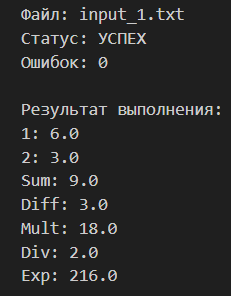 Файл: input_1.txt
Статус: УСПЕХ
Ошибок: 0
Результат выполнения:
1: 6.0
2: 3.0
Sum: 9.0
Diff: 3.0
Mult: 18.0
Div: 2.0
Exp: 216.0